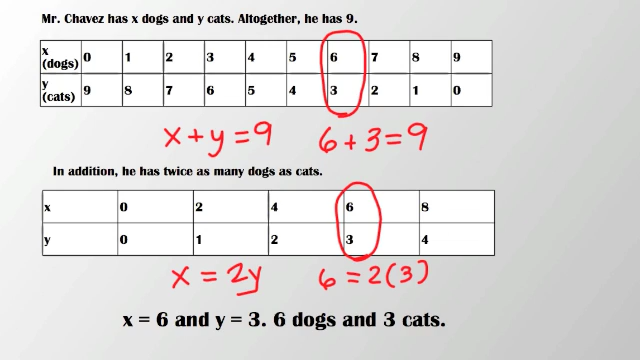 Mr. Chavez has x dogs and y cats. Altogether, he has 9.
x (dogs) 0 1 2 3 4 5 6 7 8 9
y (cats) 9 8 7 6 5 4 3 2 1 0
x + y = 9 6 + 3 = 9
In addition, he has twice as many dogs as cats.
x 0 2 4 6 8
y 0 1 2 3 4
x = 2y 6 = 2(3)
x = 6 and y = 3. 6 dogs and 3 cats.